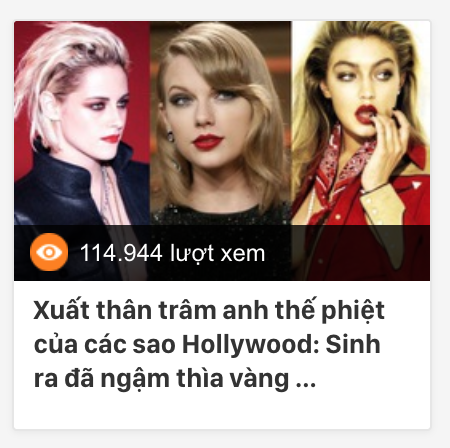 114.944 lượt xem
Xuất thân trâm anh thế phiệt
của các sao Hollywood: Sinh
ra đã ngậm thìa vàng ...